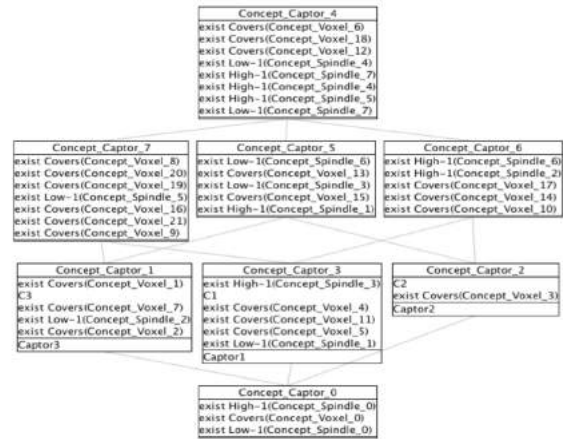 Concept_Captor_4
exist Covers(Concept_Voxel_6)
exist Covers(Concept_Voxel_18)
exist Covers(Concept_Voxel_12)
exist Low-1(Concept_Spindle_4)
exist High-1(Concept_Spindle_7)
exist High-1(Concept_Spindle_4)
exist High-1(Concept_Spindle_5)
exist Low-1(Concept_Spindle_7)
Concept_Captor_7
exist Covers(Concept_Voxel_8)
exist Covers(Concept_Voxel_20)
exist Covers(Concept_Voxel_19)
exist Low-1(Concept_Spindle_5)
exist Covers(Concept_Voxel_16)
exist Covers(Concept_Voxel_21)
exist Covers(Concept_Voxel_9)
Concept_Captor_5
exist Low-1(Concept_Spindle_6)
exist Covers(Concept_Voxel_13)
exist Low-1(Concept_Spindle_3)
exist Covers(Concept_Voxel_15)
exist High-1(Concept_Spindle_1)
Concept_Captor_6
exist High-1(Concept_Spindle_6)
exist High-1(Concept_Spindle_2)
exist Covers(Concept_Voxel_17)
exist Covers(Concept_Voxel_14)
exist Covers(Concept_Voxel_10)
Concept_Captor_1
exist Covers(Concept_Voxel_1)
C3
exist Covers(Concept_Voxel_7)
exist Low-1(Concept_Spindle_2)
exist Covers(Concept_Voxel_2)
Captor3
Concept_Captor_3
exist High-1(Concept_Spindle_3)
C1
exist Covers(Concept_Voxel_4)
exist Covers(Concept_Voxel_11)
exist Covers(Concept_Voxel_5)
exist Low-1(Concept_Spindle_1)
Captor1
Concept_Captor_2
C2
exist Covers(Concept_Voxel_3)
Captor2
Concept_Captor_0
exist High-1(Concept_Spindle_0)
exist Covers(Concept_Voxel_0)
exist Low-1(Concept_Spindle_0)